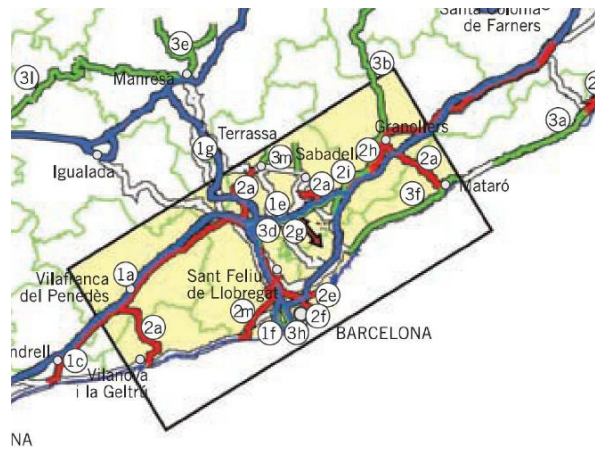 Santa Coloma
de Farners
3e
3l
Manresa
3b
Terrassa
Granollers
3a
2
1g
3m
Sabadell
2h
2a
Igualada
2a
2a
2i
3f
Mataró
1e
3d
2g
1a
Sant Feliu
de Llobregat
Vilafranca
del Penedès
2a
2m
2e
2f
1f
3h
BARCELONA
ndrell
1c
Vilanova
i la Geltrú
NA